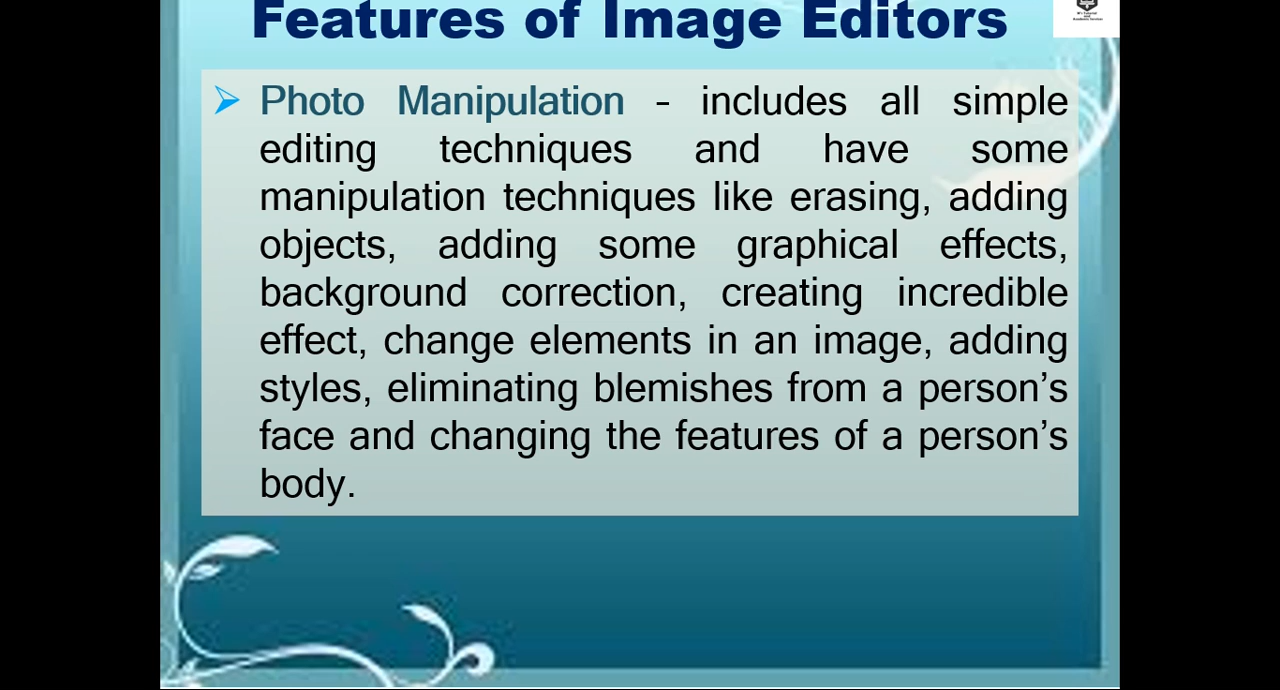 Features of Image Editors
➢ Photo Manipulation - includes all simple
editing techniques and have some
manipulation techniques like erasing, adding
objects, adding some graphical effects,
background correction, creating incredible
effect, change elements in an image, adding
styles, eliminating blemishes from a person’s
face and changing the features of a person’s
body.